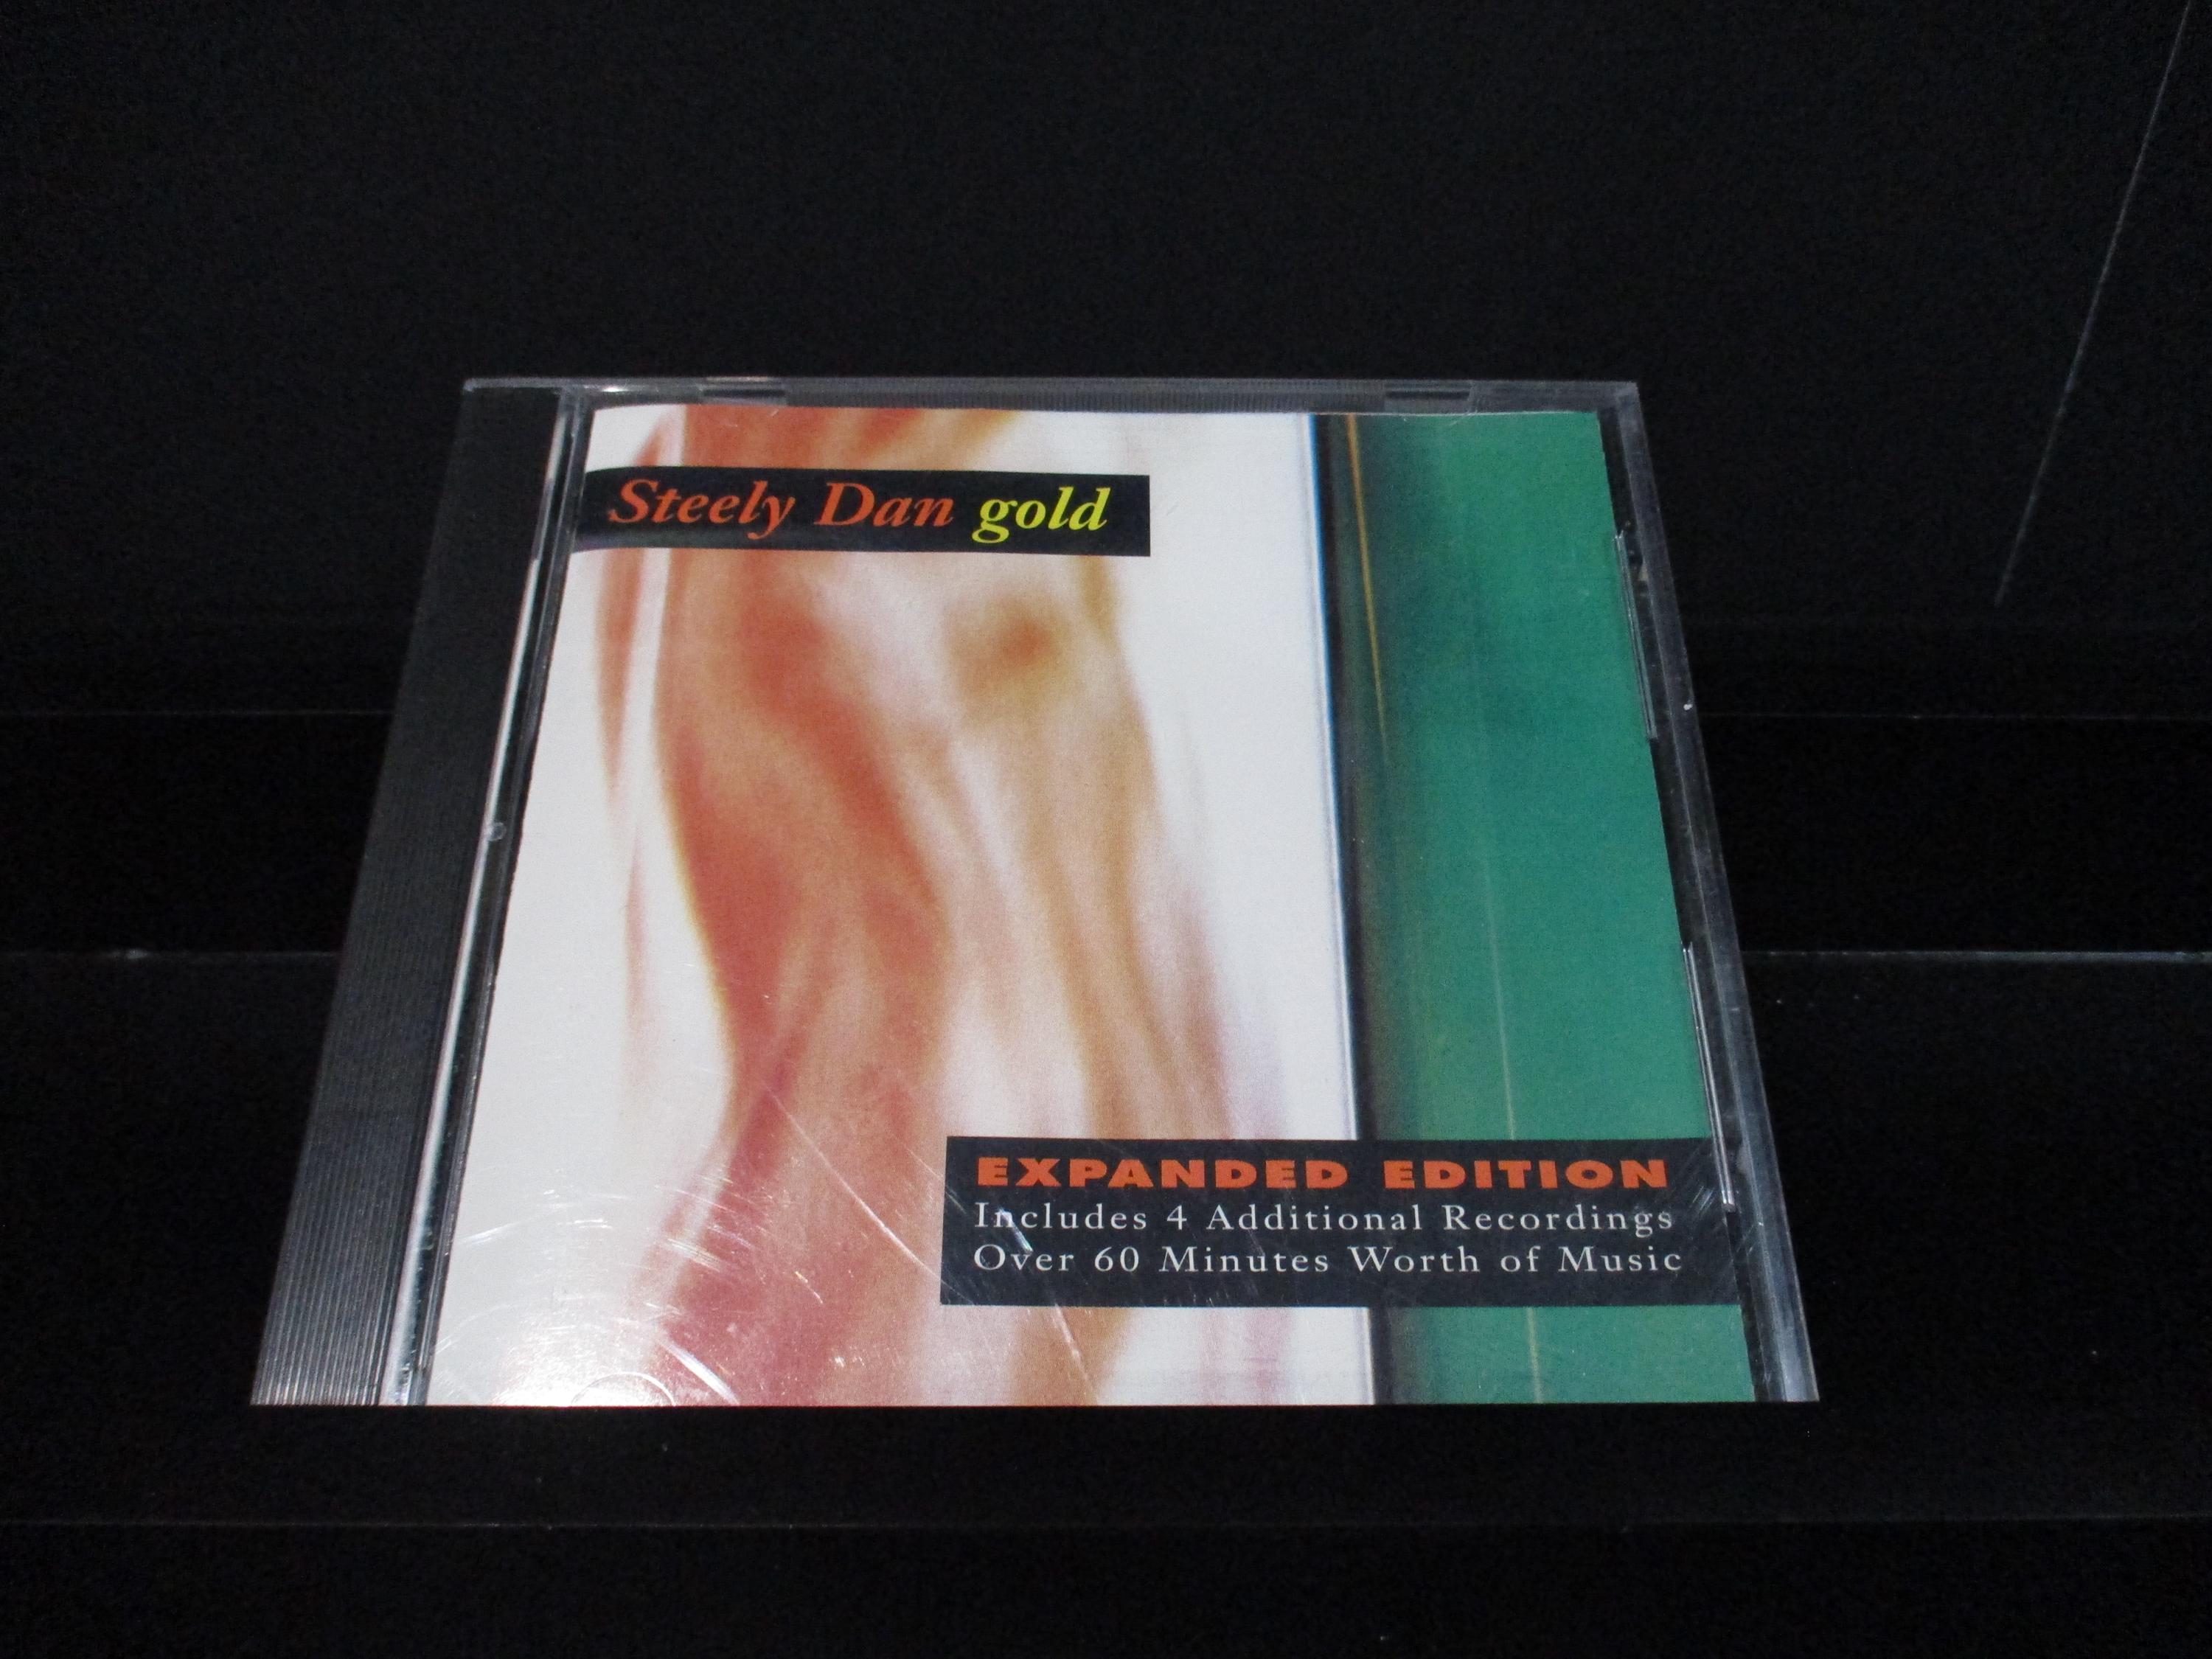 Steely Dan gold
EXPANDED EDITION
Includes 4 Additional Recordings
Over 60 Minutes Worth of Music